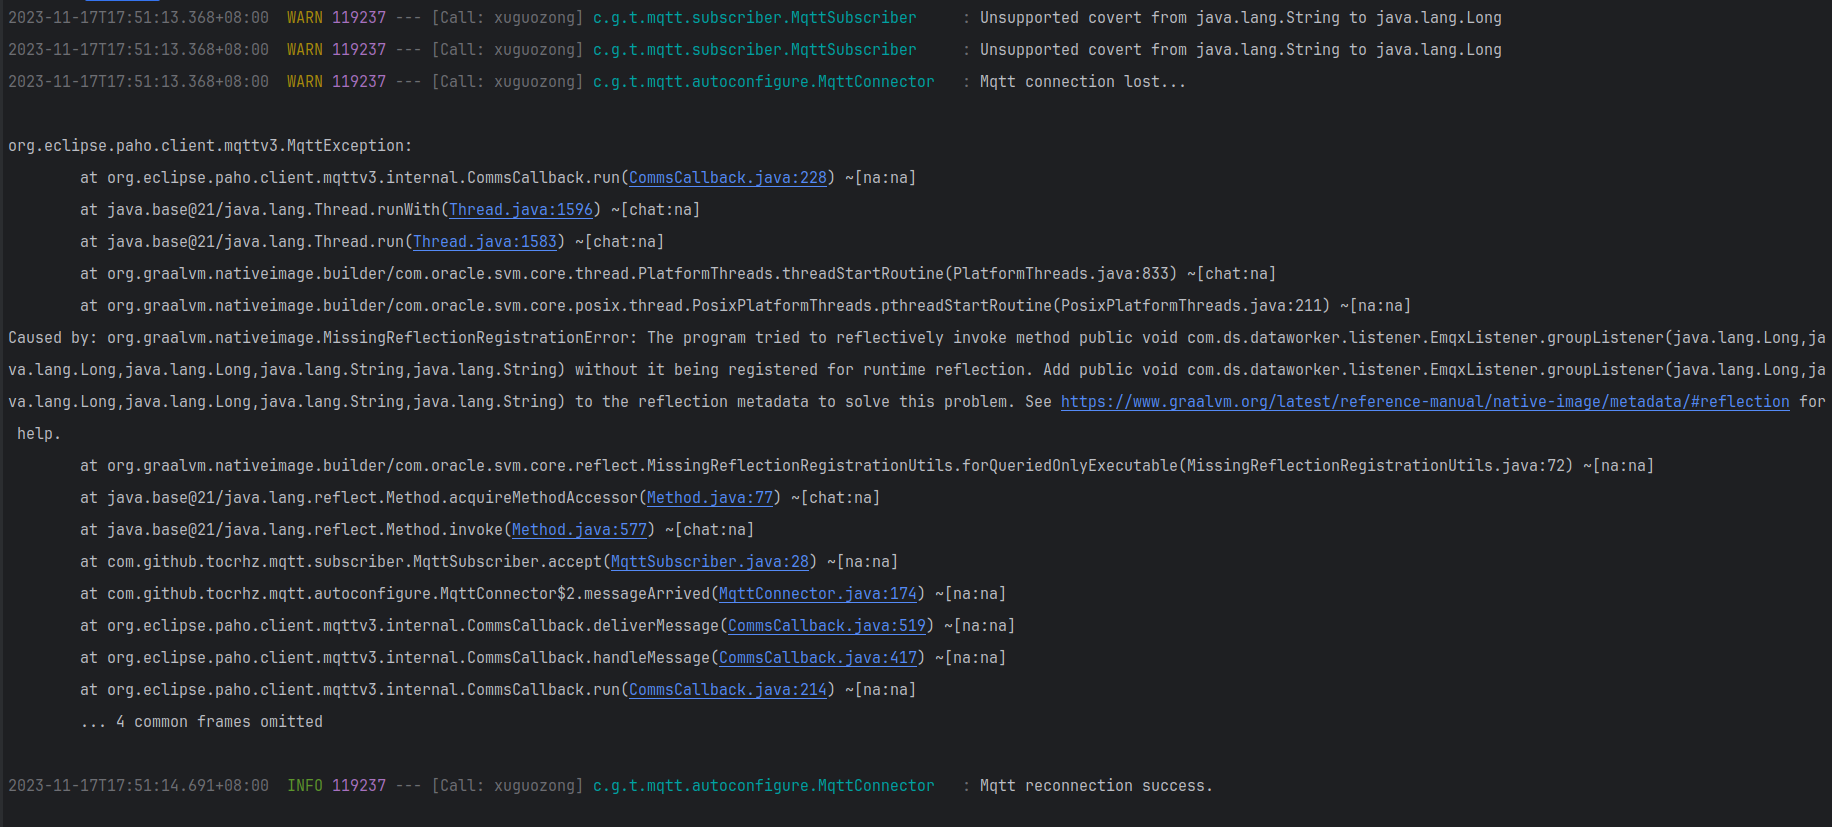 2023-11-17T17:51:13.368+08:00  WARN 119237 --- [Call: xuguozong] c.g.t.mqtt.subscriber.MqttSubscriber     : Unsupported covert from java.lang.String to java.lang.Long
2023-11-17T17:51:13.368+08:00  WARN 119237 --- [Call: xuguozong] c.g.t.mqtt.subscriber.MqttSubscriber     : Unsupported covert from java.lang.String to java.lang.Long
2023-11-17T17:51:13.368+08:00  WARN 119237 --- [Call: xuguozong] c.g.t.mqtt.autoconfigure.MqttConnector   : Mqtt connection lost...
org.eclipse.paho.client.mqttv3.MqttException:
        at org.eclipse.paho.client.mqttv3.internal.CommsCallback.run(CommsCallback.java:228) ~[na:na]
        at java.base@21/java.lang.Thread.runWith(Thread.java:1596) ~[chat:na]
        at java.base@21/java.lang.Thread.run(Thread.java:1583) ~[chat:na]
        at org.graalvm.nativeimage.builder/com.oracle.svm.core.thread.PlatformThreads.threadStartRoutine(PlatformThreads.java:833) ~[chat:na]
        at org.graalvm.nativeimage.builder/com.oracle.svm.core.posix.thread.PosixPlatformThreads.pthreadStartRoutine(PosixPlatformThreads.java:211) ~[na:na]
Caused by: org.graalvm.nativeimage.MissingReflectionRegistrationError: The program tried to reflectively invoke method public void com.ds.dataworker.listener.EmqxListener.groupListener(java.lang.Long,ja
va.lang.Long,java.lang.Long,java.lang.String,java.lang.String) without it being registered for runtime reflection. Add public void com.ds.dataworker.listener.EmqxListener.groupListener(java.lang.Long,ja
va.lang.Long,java.lang.Long,java.lang.String,java.lang.String) to the reflection metadata to solve this problem. See https://www.graalvm.org/latest/reference-manual/native-image/metadata/#reflection for
 help.
        at org.graalvm.nativeimage.builder/com.oracle.svm.core.reflect.MissingReflectionRegistrationUtils.forQueriedOnlyExecutable(MissingReflectionRegistrationUtils.java:72) ~[na:na]
        at java.base@21/java.lang.reflect.Method.acquireMethodAccessor(Method.java:77) ~[chat:na]
        at java.base@21/java.lang.reflect.Method.invoke(Method.java:577) ~[chat:na]
        at com.github.tocrhz.mqtt.subscriber.MqttSubscriber.accept(MqttSubscriber.java:28) ~[na:na]
        at com.github.tocrhz.mqtt.autoconfigure.MqttConnector$2.messageArrived(MqttConnector.java:174) ~[na:na]
        at org.eclipse.paho.client.mqttv3.internal.CommsCallback.deliverMessage(CommsCallback.java:519) ~[na:na]
        at org.eclipse.paho.client.mqttv3.internal.CommsCallback.handleMessage(CommsCallback.java:417) ~[na:na]
        at org.eclipse.paho.client.mqttv3.internal.CommsCallback.run(CommsCallback.java:214) ~[na:na]
        ... 4 common frames omitted
2023-11-17T17:51:14.691+08:00  INFO 119237 --- [Call: xuguozong] c.g.t.mqtt.autoconfigure.MqttConnector   : Mqtt reconnection success.